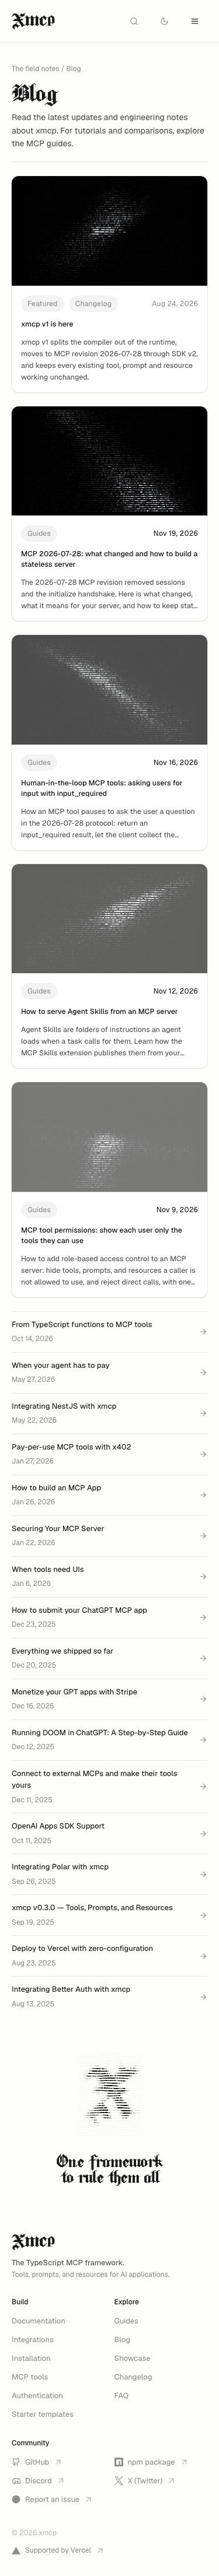 Xmcp
The field notes / Blog
Blog
Read the latest updates and engineering notes
about xmcp. For tutorials and comparisons, explore
the MCP guides.
Featured
Changelog
Aug 24, 2026
xmcp v1 is here
xmcp v1 splits the compiler out of the runtime,
moves to MCP revision 2026-07-28 through SDK v2,
and keeps every existing tool, prompt and resource
working unchanged.
Guides
Nov 19, 2026
MCP 2026-07-28: what changed and how to build a
stateless server
The 2026-07-28 MCP revision removed sessions
and the initialize handshake. Here is what changed,
what it means for your server, and how to keep stat...
Guides
Nov 16, 2026
Human-in-the-loop MCP tools: asking users for
input with input_required
How an MCP tool pauses to ask the user a question
in the 2026-07-28 protocol: return an
input_required result, let the client collect the...
Guides
Nov 12, 2026
How to serve Agent Skills from an MCP server
Agent Skills are folders of instructions an agent
loads when a task calls for them. Learn how the
MCP Skills extension publishes them from your...
Guides
Nov 9, 2026
MCP tool permissions: show each user only the
tools they can use
How to add role-based access control to an MCP
server: hide tools, prompts, and resources a caller is
not allowed to use, and reject direct calls, with one...
From TypeScript functions to MCP tools
Oct 14, 2026
When your agent has to pay
May 27, 2026
Integrating NestJS with xmcp
May 22, 2026
Pay-per-use MCP tools with x402
Jan 27, 2026
How to build an MCP App
Jan 26, 2026
Securing Your MCP Server
Jan 22, 2026
When tools need UIs
Jan 6, 2026
How to submit your ChatGPT MCP app
Dec 23, 2025
Everything we shipped so far
Dec 20, 2025
Monetize your GPT apps with Stripe
Dec 16, 2025
Running DOOM in ChatGPT: A Step-by-Step Guide
Dec 12, 2025
Connect to external MCPs and make their tools
yours
Dec 11, 2025
OpenAI Apps SDK Support
Oct 11, 2025
Integrating Polar with xmcp
Sep 26, 2025
xmcp v0.3.0 — Tools, Prompts, and Resources
Sep 19, 2025
Deploy to Vercel with zero-configuration
Aug 23, 2025
Integrating Better Auth with xmcp
Aug 13, 2025
X
One framework
to rule them all
Xmcp
The TypeScript MCP framework.
Tools, prompts, and resources for AI applications.
Build
Explore
Documentation
Guides
Integrations
Blog
Installation
Showcase
MCP tools
Changelog
Authentication
FAQ
Starter templates
Community
GitHub
npm package
Discord
X (Twitter)
Report an issue
© 2026 xmcp
Supported by Vercel